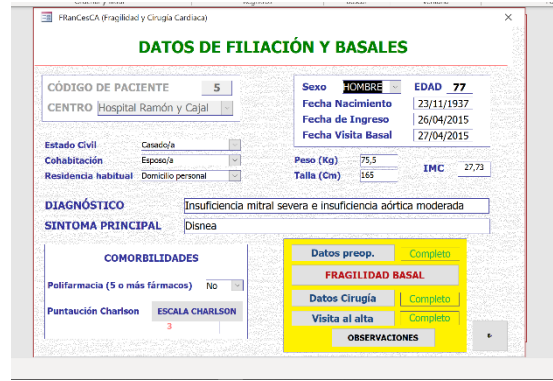 FRanCesCA (Fragilidad y Cirugía Cardiaca)
DATOS DE FILIACIÓN Y BASALES
CÓDIGO DE PACIENTE 5
CENTRO Hospital Ramón y Cajal
Sexo HOMBRE EDAD 77
Fecha Nacimiento 23/11/1937
Fecha de Ingreso 26/04/2015
Fecha Visita Basal 27/04/2015
Estado Civil Casado/a
Cohabitación Esposo/a
Residencia habitual Domicilio personal
Peso (Kg) 75,5
Talla (Cm) 165
IMC 27,73
DIAGNÓSTICO Insuficiencia mitral severa e insuficiencia aórtica moderada
SINTOMA PRINCIPAL Disnea
COMORBILIDADES
Polifarmacia (5 o más fármacos) No
Puntaución Charlson ESCALA CHARLSON
3
Datos preop. Completo
FRAGILIDAD BASAL
Datos Cirugía Completo
Visita al alta Completo
OBSERVACIONES